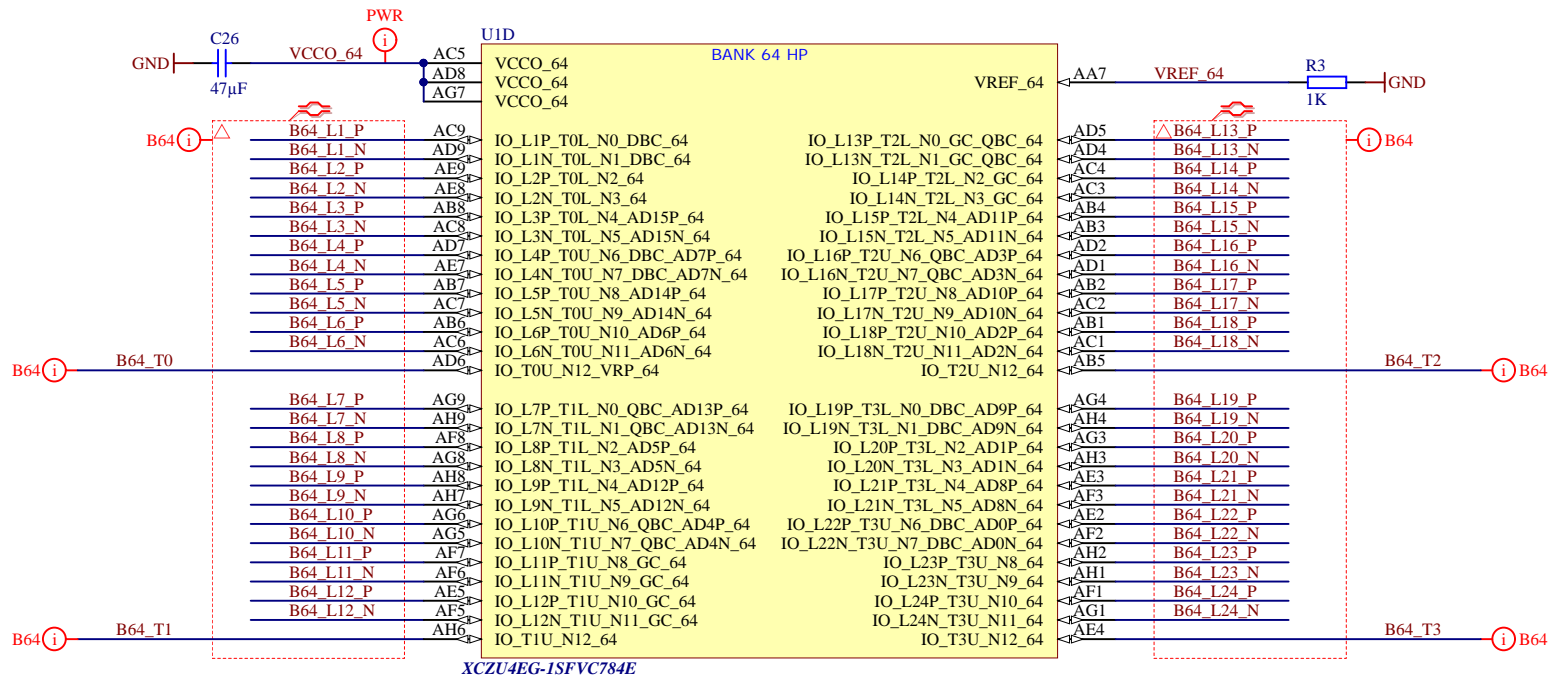 PWR
C26
U1D
GND VCCO_64 AC5 VCCO_64 BANK 64 HP
47µF AD8 VCCO_64 VREF_64 AA7 VREF_64 R3 GND
AG7 VCCO_64 1K
B64 B64_L1_P AC9 IO_L1P_T0L_N0_DBC_64 IO_L13P_T2L_N0_GC_QBC_64 AD5 B64_L13_P B64
B64_L1_N AD9 IO_L1N_T0L_N1_DBC_64 IO_L13N_T2L_N1_GC_QBC_64 AD4 B64_L13_N
B64_L2_P AE9 IO_L2P_T0L_N2_64 IO_L14P_T2L_N2_GC_64 AC4 B64_L14_P
B64_L2_N AE8 IO_L2N_T0L_N3_64 IO_L14N_T2L_N3_GC_64 AC3 B64_L14_N
B64_L3_P AB8 IO_L3P_T0L_N4_AD15P_64 IO_L15P_T2L_N4_AD11P_64 AB4 B64_L15_P
B64_L3_N AC8 IO_L3N_T0L_N5_AD15N_64 IO_L15N_T2L_N5_AD11N_64 AB3 B64_L15_N
B64_L4_P AD7 IO_L4P_T0U_N6_DBC_AD7P_64 IO_L16P_T2U_N6_QBC_AD3P_64 AD2 B64_L16_P
B64_L4_N AE7 IO_L4N_T0U_N7_DBC_AD7N_64 IO_L16N_T2U_N7_QBC_AD3N_64 AD1 B64_L16_N
B64_L5_P AB7 IO_L5P_T0U_N8_AD14P_64 IO_L17P_T2U_N8_AD10P_64 AB2 B64_L17_P
B64_L5_N AC7 IO_L5N_T0U_N9_AD14N_64 IO_L17N_T2U_N9_AD10N_64 AC2 B64_L17_N
B64_L6_P AB6 IO_L6P_T0U_N10_AD6P_64 IO_L18P_T2U_N10_AD2P_64 AB1 B64_L18_P
B64_L6_N AC6 IO_L6N_T0U_N11_AD6N_64 IO_L18N_T2U_N11_AD2N_64 AC1 B64_L18_N
B64 B64_T0 AD6 IO_T0U_N12_VRP_64 IO_T2U_N12_64 AB5 B64_T2 B64
B64_L7_P AG9 IO_L7P_T1L_N0_QBC_AD13P_64 IO_L19P_T3L_N0_DBC_AD9P_64 AG4 B64_L19_P
B64_L7_N AH9 IO_L7N_T1L_N1_QBC_AD13N_64 IO_L19N_T3L_N1_DBC_AD9N_64 AH4 B64_L19_N
B64_L8_P AF8 IO_L8P_T1L_N2_AD5P_64 IO_L20P_T3L_N2_AD1P_64 AG3 B64_L20_P
B64_L8_N AG8 IO_L8N_T1L_N3_AD5N_64 IO_L20N_T3L_N3_AD1N_64 AH3 B64_L20_N
B64_L9_P AH8 IO_L9P_T1L_N4_AD12P_64 IO_L21P_T3L_N4_AD8P_64 AE3 B64_L21_P
B64_L9_N AH7 IO_L9N_T1L_N5_AD12N_64 IO_L21N_T3L_N5_AD8N_64 AF3 B64_L21_N
B64_L10_P AG6 IO_L10P_T1U_N6_QBC_AD4P_64 IO_L22P_T3U_N6_DBC_AD0P_64 AE2 B64_L22_P
B64_L10_N AG5 IO_L10N_T1U_N7_QBC_AD4N_64 IO_L22N_T3U_N7_DBC_AD0N_64 AF2 B64_L22_N
B64_L11_P AF7 IO_L11P_T1U_N8_GC_64 IO_L23P_T3U_N8_64 AH2 B64_L23_P
B64_L11_N AF6 IO_L11N_T1U_N9_GC_64 IO_L23N_T3U_N9_64 AH1 B64_L23_N
B64_L12_P AE5 IO_L12P_T1U_N10_GC_64 IO_L24P_T3U_N10_64 AF1 B64_L24_P
B64_L12_N AF5 IO_L12N_T1U_N11_GC_64 IO_L24N_T3U_N11_64 AG1 B64_L24_N
B64 B64_T1 AH6 IO_T1U_N12_64 IO_T3U_N12_64 AE4 B64_T3 B64
XCZU4EG-1SFVC784E